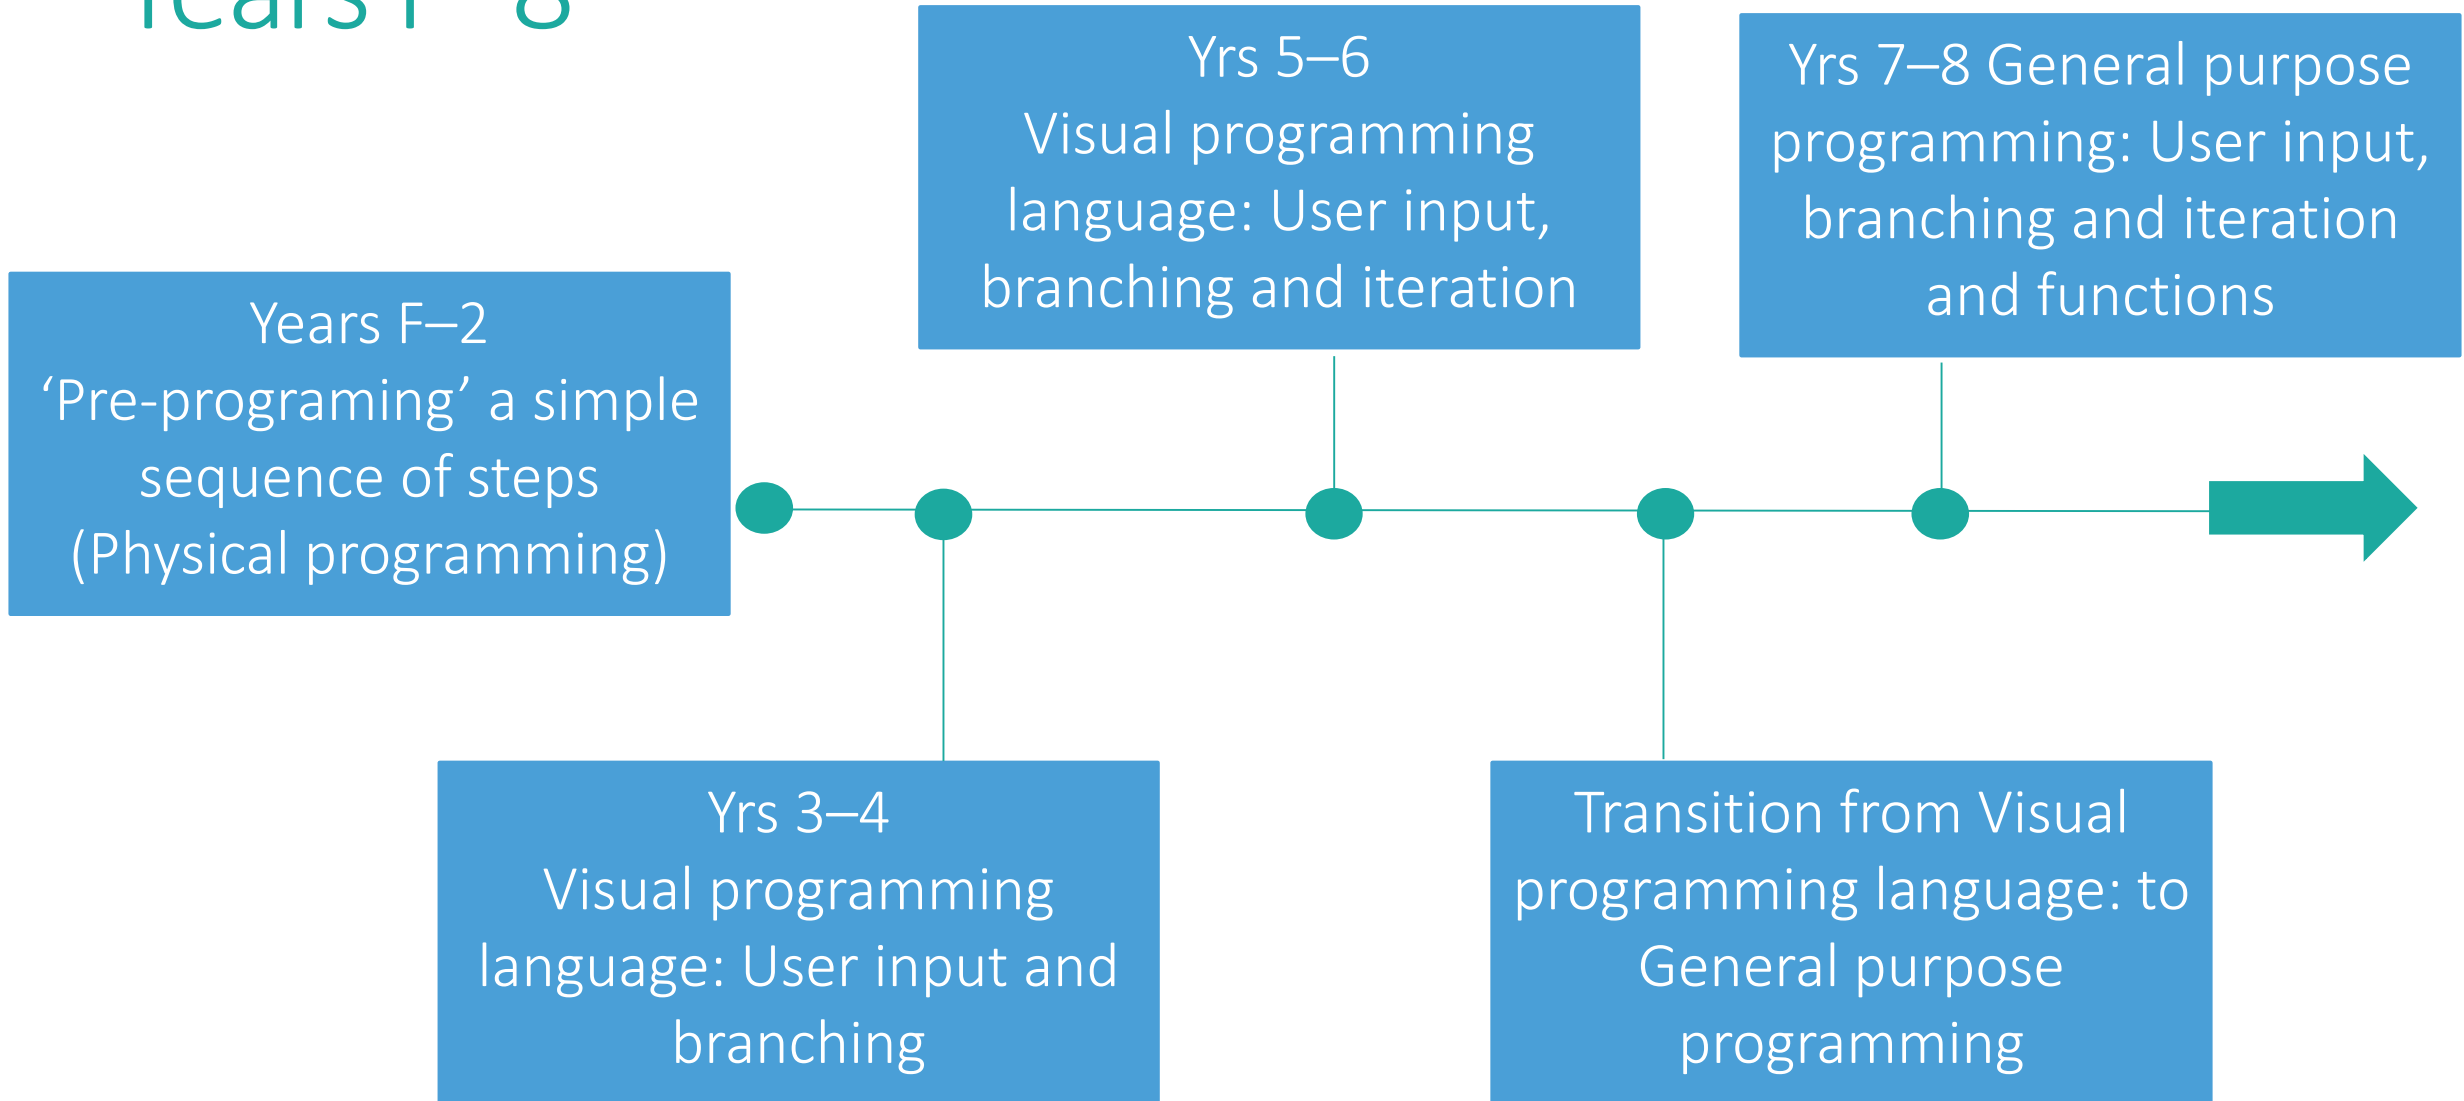 Years F–8
Years F–2
‘Pre-programing’ a simple
sequence of steps
(Physical programming)
Yrs 3–4
Visual programming
language: User input and
branching
Yrs 5–6
Visual programming
language: User input,
branching and iteration
Transition from Visual
programming language: to
General purpose
programming
Yrs 7–8 General purpose
programming: User input,
branching and iteration
and functions